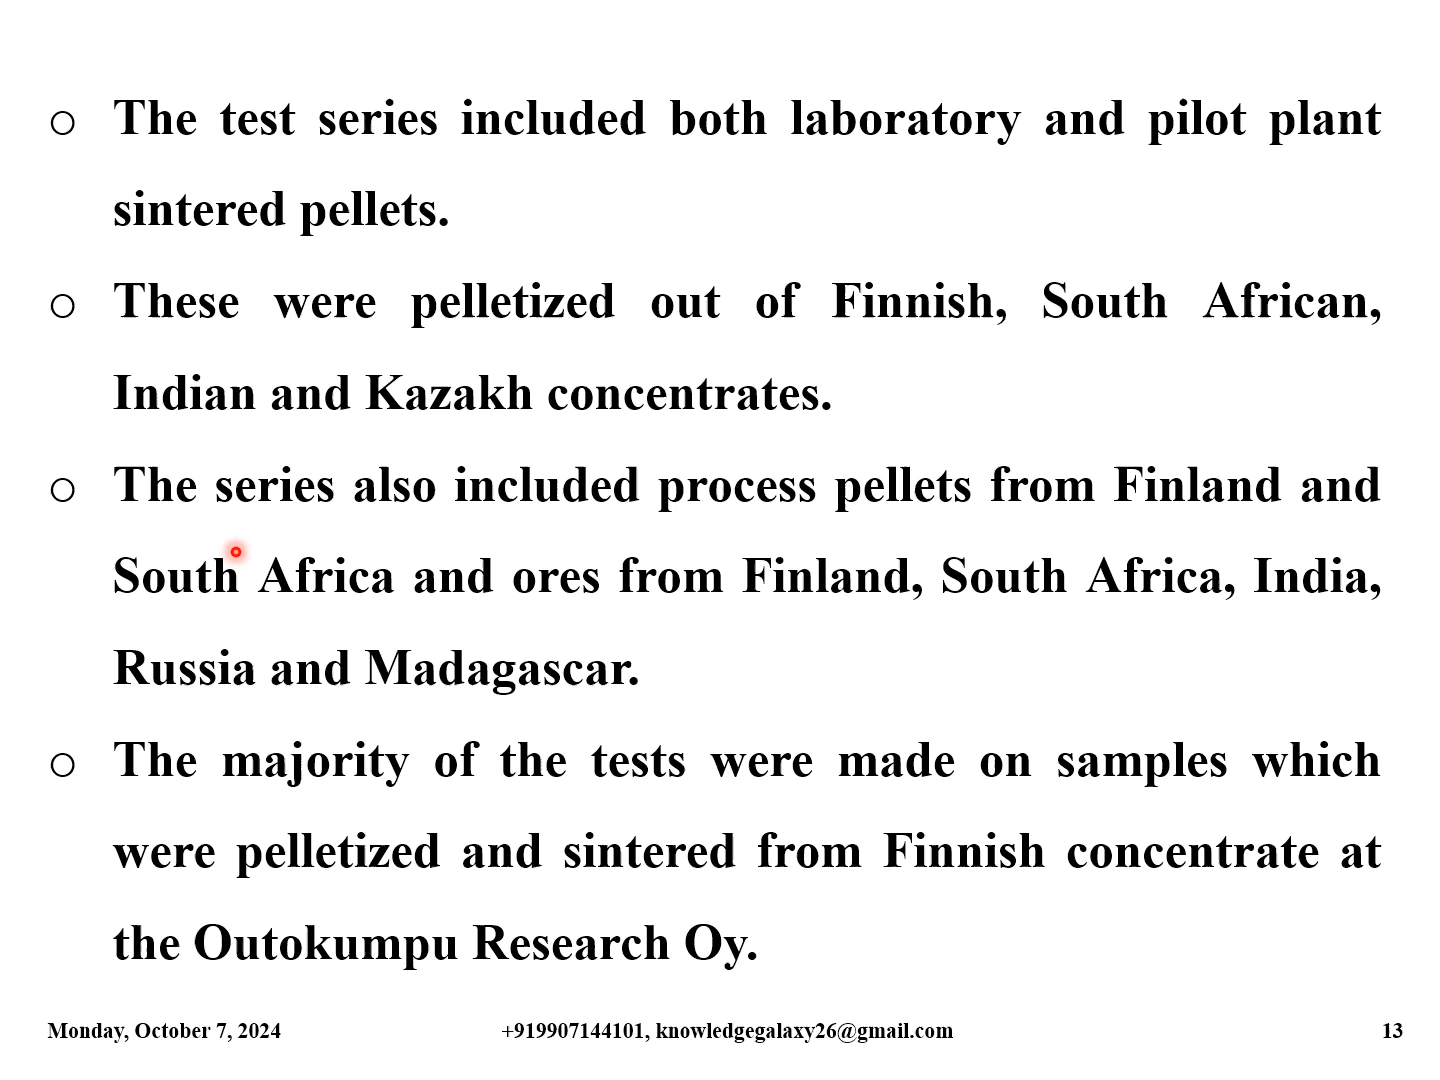 o The test series included both laboratory and pilot plant
sintered pellets.
o These were pelletized out of Finnish, South African,
Indian and Kazakh concentrates.
o The series also included process pellets from Finland and
South Africa and ores from Finland, South Africa, India,
Russia and Madagascar.
o The majority of the tests were made on samples which
were pelletized and sintered from Finnish concentrate at
the Outokumpu Research Oy.
Monday, October 7, 2024 +919907144101, knowledgegalaxy26@gmail.com 13